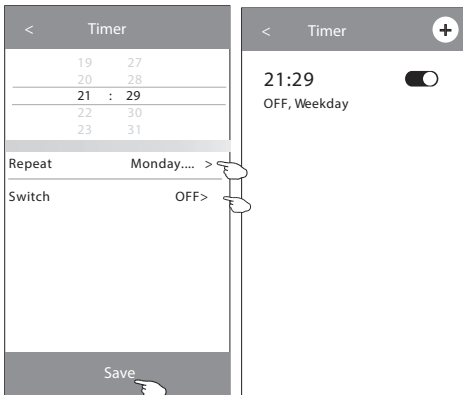 < Timer
19 27
20 28
21 : 29
22 30
23 31
Repeat Monday.... >
Switch OFF>
Save
< Timer +
21:29
OFF, Weekday